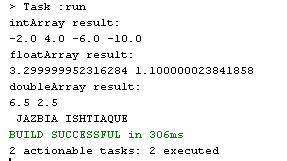 > Task :run
intArray result:
-2.0 4.0 -6.0 -10.0
floatArray result:
3.299999952316284 1.100000023841858
doubleArray result:
6.5 2.5
JAZBIA ISHTIAQUE
BUILD SUCCESSFUL in 306ms
2 actionable tasks: 2 executed